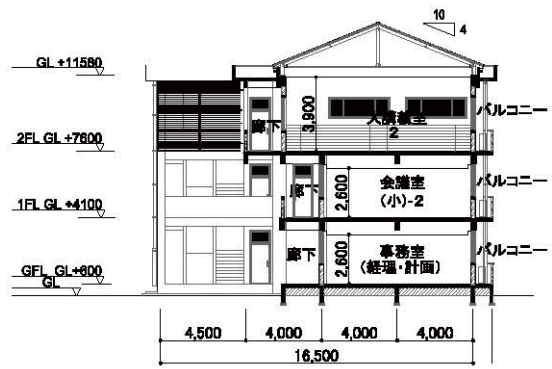 10
4
GL +11580
廊下
3,900
大講義室
2
バルコニー
2FL GL +7600
2,600
会議室
(小)-2
バルコニー
1FL GL +4100
廊下
2,600
事務室
(経理・計画)
バルコニー
GFL GL+600
GL
4,500
4,000
4,000
4,000
16,500